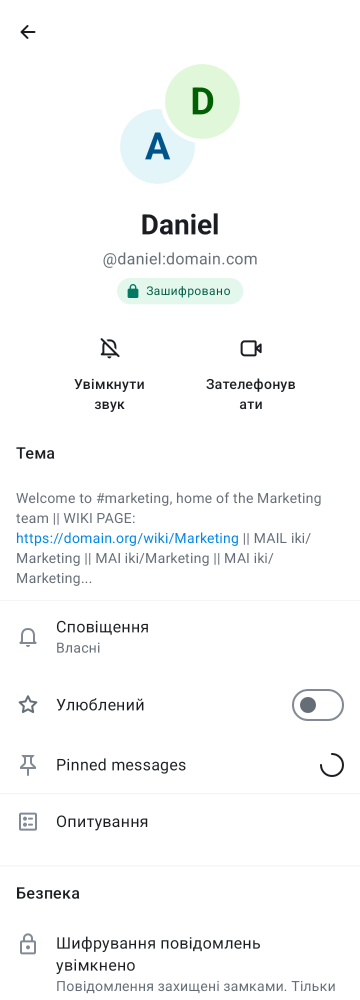 D
A
Daniel
@daniel:domain.com
Зашифровано
Увімкнути
звук
Зателефонув
ати
Тема
Welcome to #marketing, home of the Marketing
team || WIKI PAGE:
https://domain.org/wiki/Marketing || MAIL iki/
Marketing || MAI iki/Marketing || MAI iki/
Marketing...
Сповіщення
Власні
Улюблений
Pinned messages
Опитування
Безпека
Шифрування повідомлень
увімкнено
Повідомлення захищені замками. Тільки